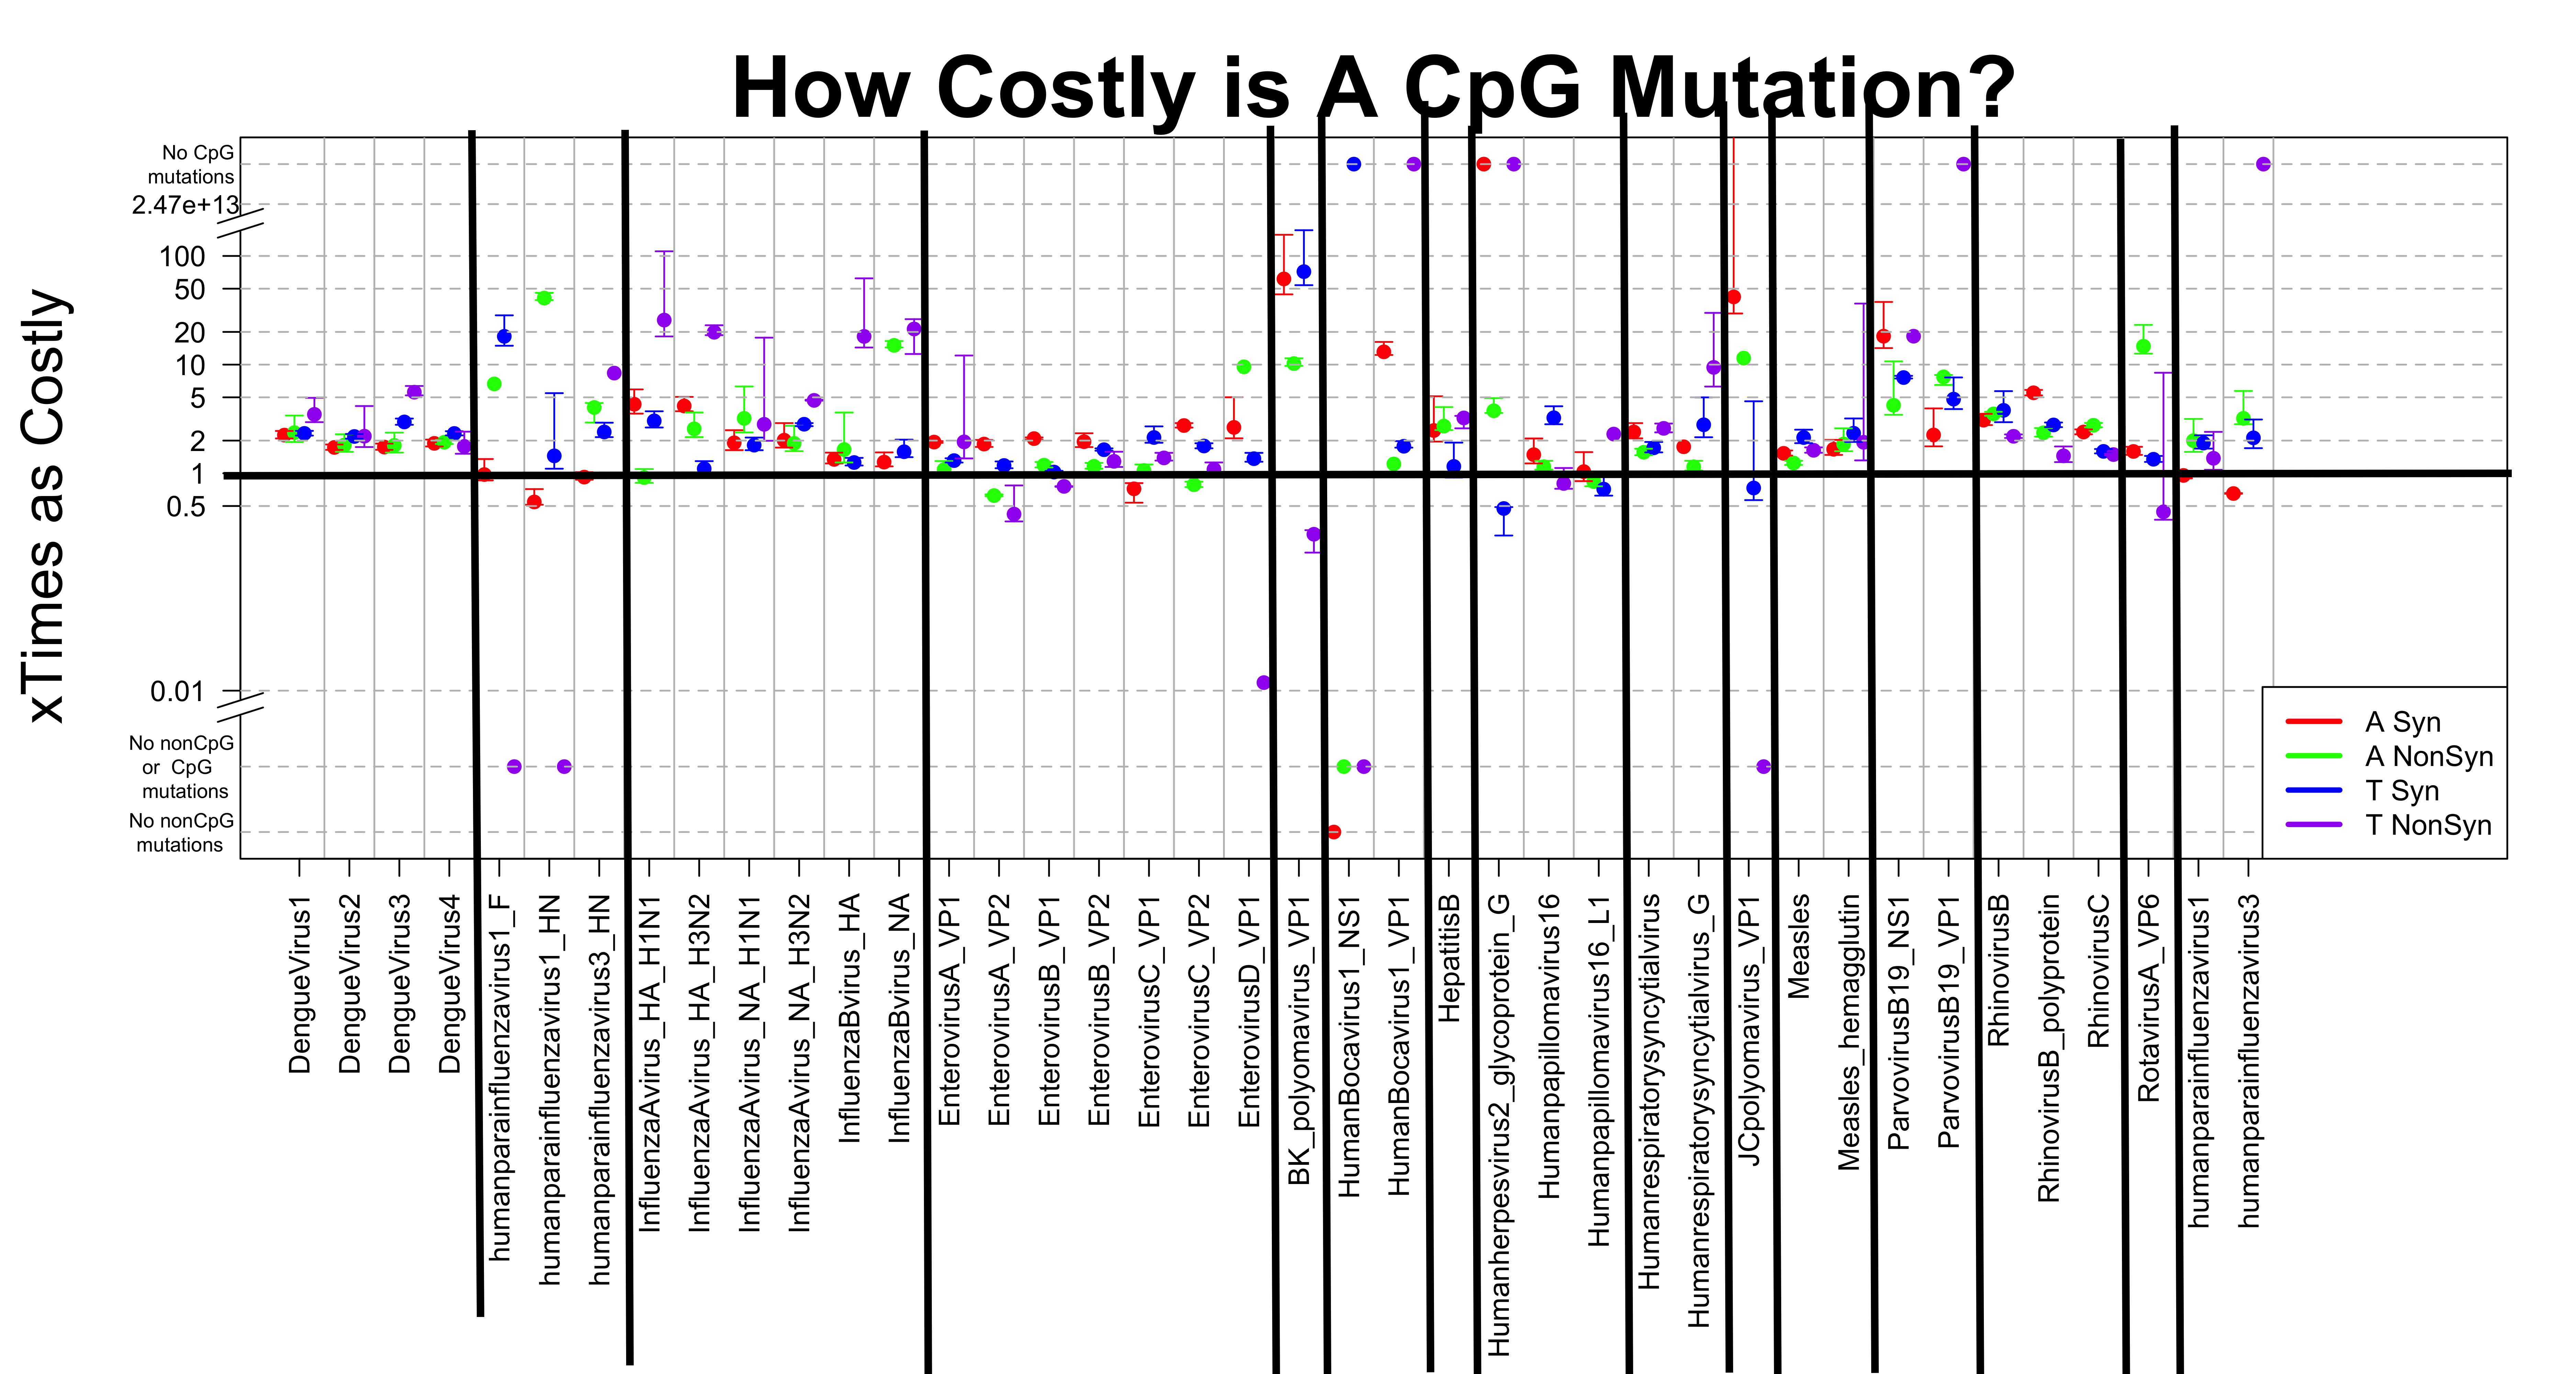 How Costly is A CpG Mutation?
xTimes as Costly
No CpG
mutations
2.47e+13
100
50
20
10
5
2
1
0.5
0.01
No nonCpG
or CpG
mutations
No nonCpG
mutations
A Syn
A NonSyn
T Syn
T NonSyn
DengueVirus1
DengueVirus2
DengueVirus3
DengueVirus4
humanparainfluenzavirus1_F
humanparainfluenzavirus1_HN
humanparainfluenzavirus3_HN
InfluenzaAvirus_HA_H1N1
InfluenzaAvirus_HA_H3N2
InfluenzaAvirus_NA_H1N1
InfluenzaAvirus_NA_H3N2
InfluenzaBvirus_HA
InfluenzaBvirus_NA
EnterovirusA_VP1
EnterovirusA_VP2
EnterovirusB_VP1
EnterovirusB_VP2
EnterovirusC_VP1
EnterovirusC_VP2
EnterovirusD_VP1
BK_polyomavirus_VP1
HumanBocavirus1_NS1
HumanBocavirus1_VP1
HepatitisB
Humanherpesvirus2_glycoprotein_G
Humanpapillomavirus16
Humanpapillomavirus16_L1
Humanrespiratorysyncytialvirus
Humanrespiratorysyncytialvirus_G
JCpolyomavirus_VP1
Measles
Measles_hemagglutin
ParvovirusB19_NS1
ParvovirusB19_VP1
RhinovirusB
RhinovirusB_polyprotein
RhinovirusC
RotavirusA_VP6
humanparainfluenzavirus1
humanparainfluenzavirus3